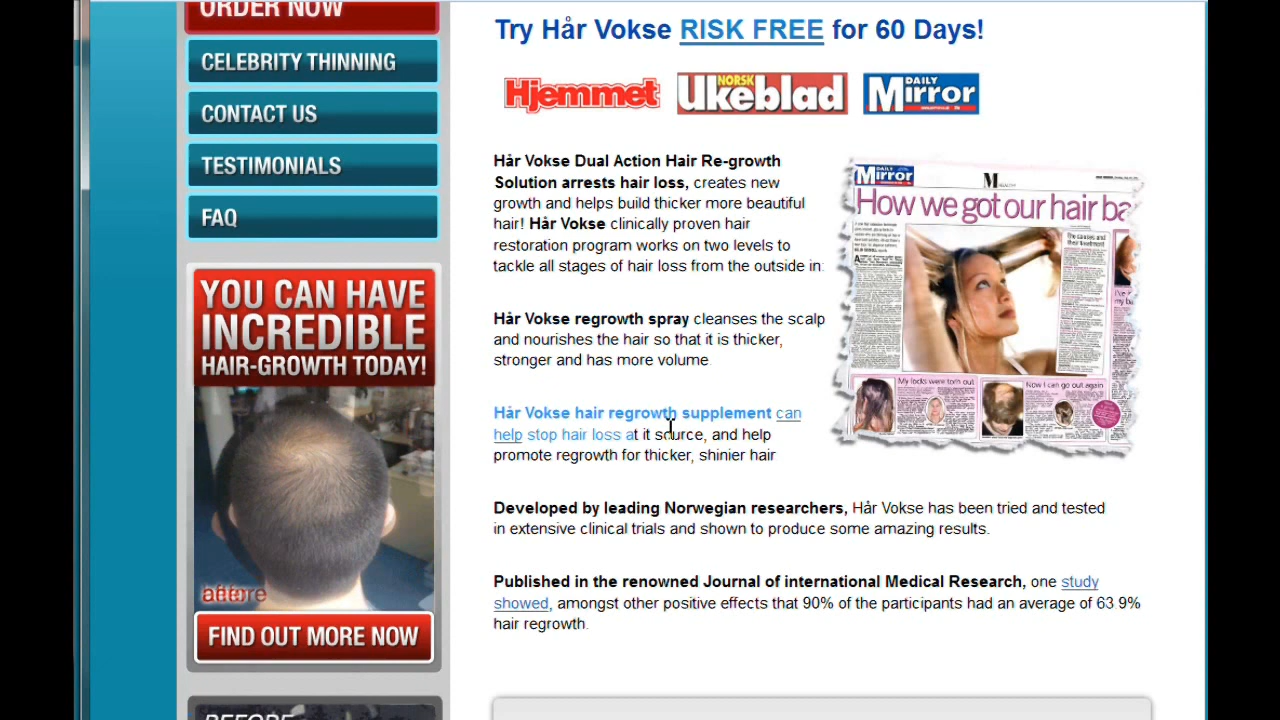 ORDER NOW
CELEBRITY THINNING
CONTACT US
TESTIMONIALS
FAQ
YOU CAN HAVE
INCREDIBLE
HAIR-GROWTH TODAY!
FIND OUT MORE NOW
BEFORE
Try Hår Vokse RISK FREE for 60 Days!
Hjemmet
NORSK
Ukeblad
DAILY
Mirror
Hår Vokse Dual Action Hair Re-growth
Solution arrests hair loss, creates new
growth and helps build thicker more beautiful
hair! Hår Vokse clinically proven hair
restoration program works on two levels to
tackle all stages of hair loss from the outside in.
Hår Vokse regrowth spray cleanses the scalp
and nourishes the hair so that it is thicker,
stronger and has more volume.
Hår Vokse hair regrowth supplement can
help stop hair loss at it source, and help
promote regrowth for thicker, shinier hair
DAILY
Mirror
M HEALTH
How we got our hair ba
The causes and
their treatment
My locks were torn out
Now I can go out again
Developed by leading Norwegian researchers, Hår Vokse has been tried and tested
in extensive clinical trials and shown to produce some amazing results.
Published in the renowned Journal of international Medical Research, one study
showed, amongst other positive effects that 90% of the participants had an average of 63.9%
hair regrowth.